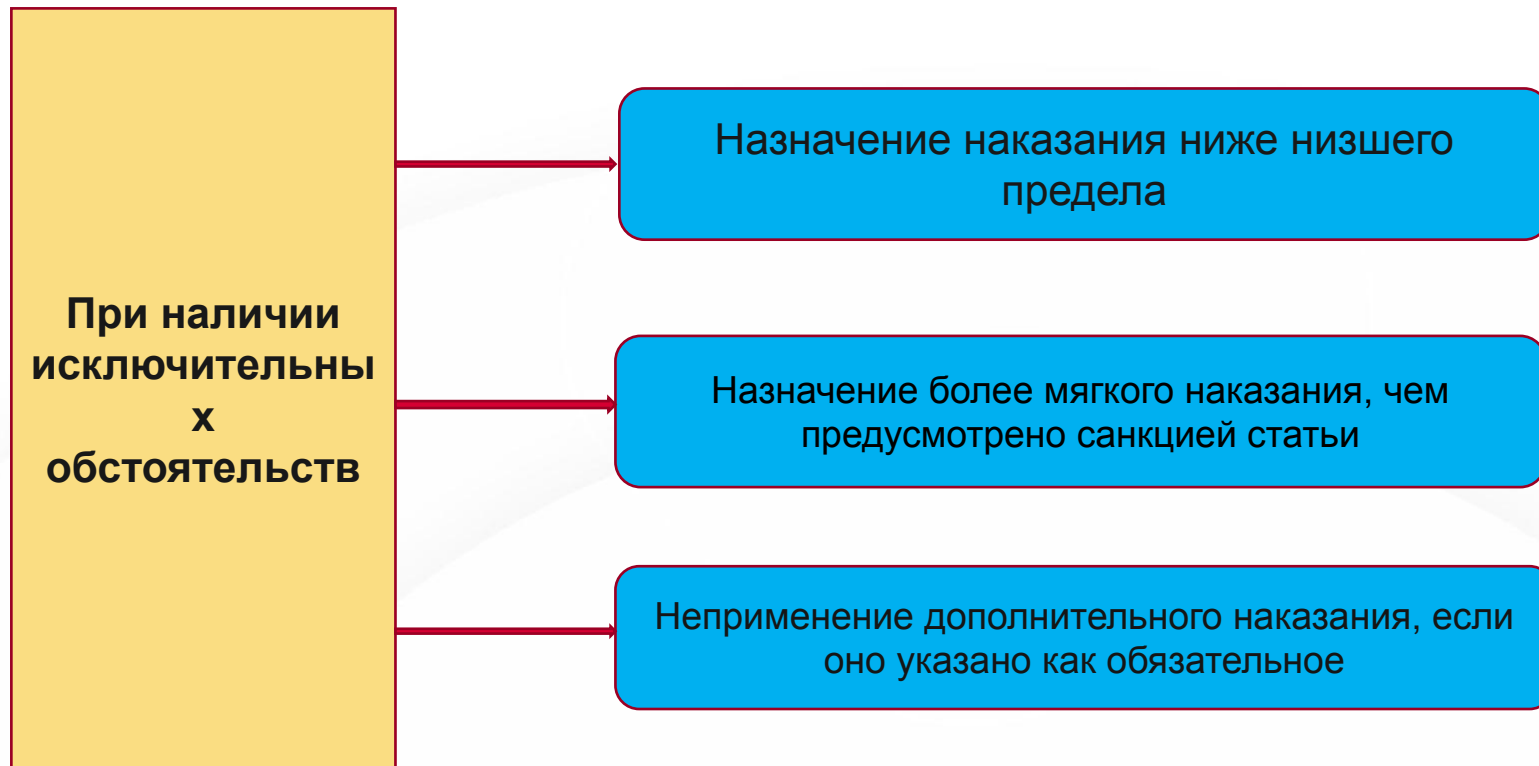 При наличии
исключительны
х
обстоятельств
Назначение наказания ниже низшего
предела
Назначение более мягкого наказания, чем
предусмотрено санкцией статьи
Неприменение дополнительного наказания, если
оно указано как обязательное